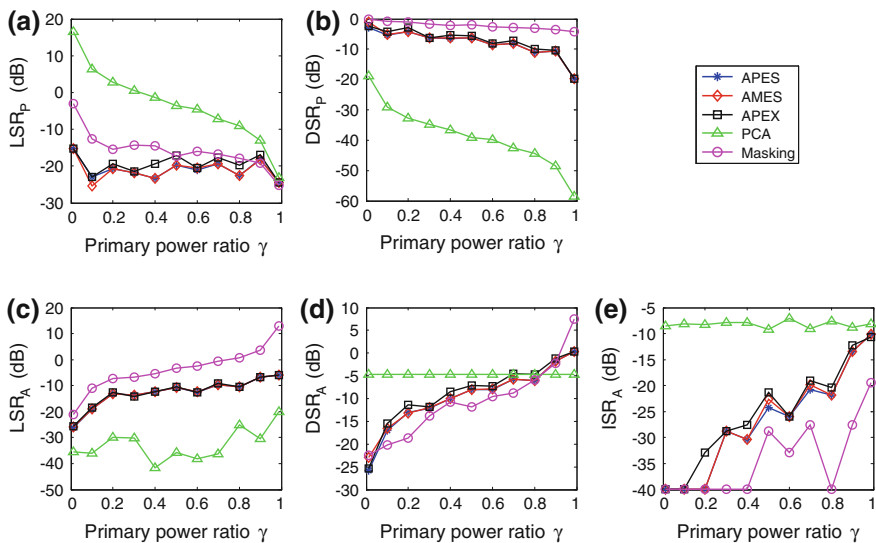 (a)
20
10
0
-10
-20
-30
LSR_P (dB)
0 0.2 0.4 0.6 0.8 1
Primary power ratio γ
(b)
0
-10
-20
-30
-40
-50
-60
DSR_P (dB)
0 0.2 0.4 0.6 0.8 1
Primary power ratio γ
APES
AMES
APEX
PCA
Masking
(c)
20
10
0
-10
-20
-30
-40
-50
LSR_A (dB)
0 0.2 0.4 0.6 0.8 1
Primary power ratio γ
(d)
10
5
0
-5
-10
-15
-20
-25
-30
DSR_A (dB)
0 0.2 0.4 0.6 0.8 1
Primary power ratio γ
(e)
-5
-10
-15
-20
-25
-30
-35
-40
ISR_A (dB)
0 0.2 0.4 0.6 0.8 1
Primary power ratio γ